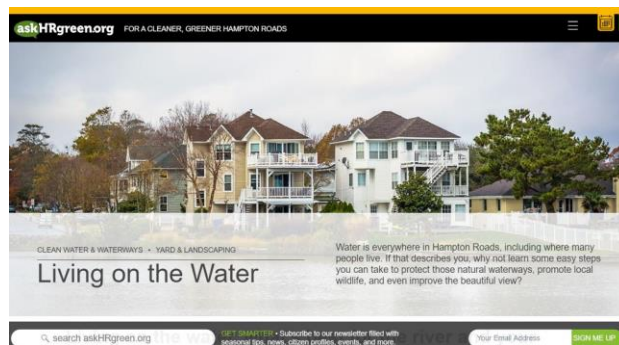 askHRgreen.org FOR A CLEANER, GREENER HAMPTON ROADS
CLEAN WATER & WATERWAYS • YARD & LANDSCAPING
Living on the Water
Water is everywhere in Hampton Roads, including where many
people live. If that describes you, why not learn some easy steps
you can take to protect those natural waterways, promote local
wildlife, and even improve the beautiful view?
search askHRgreen.org
GET SMARTER • Subscribe to our newsletter filled with
seasonal tips, news, citizen profiles, events, and more.
Your Email Address
SIGN ME UP